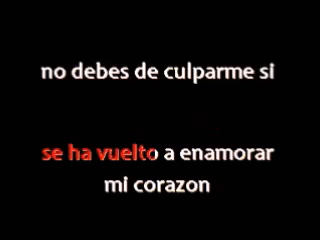 no debes de culparme si
se ha vuelto a enamorar
mi corazon